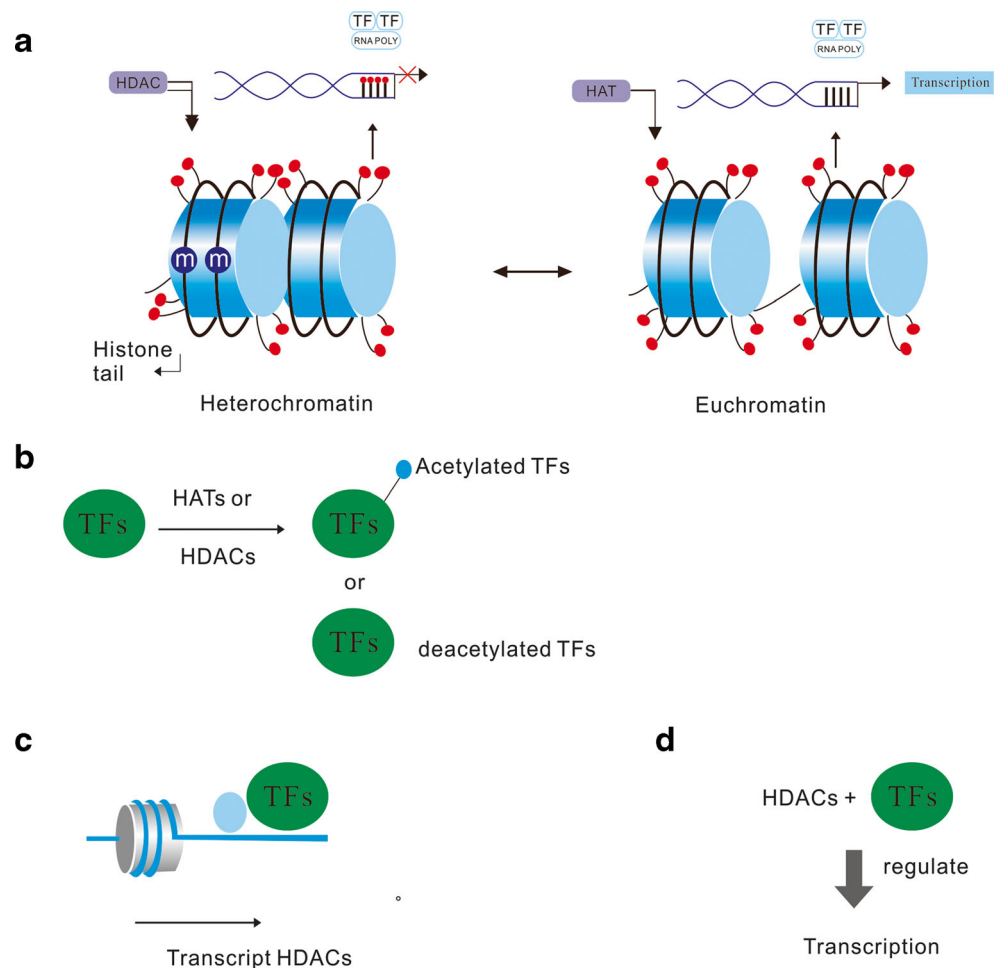 a
TF TF
RNA POLY
HDAC
m m
Histone
tail
Heterochromatin
TF TF
RNA POLY
HAT
Transcription
Euchromatin
b
TFs
HATs or
HDACs
Acetylated TFs
TFs
or
TFs
deacetylated TFs
c
TFs
Transcript HDACs
d
HDACs + TFs
regulate
Transcription